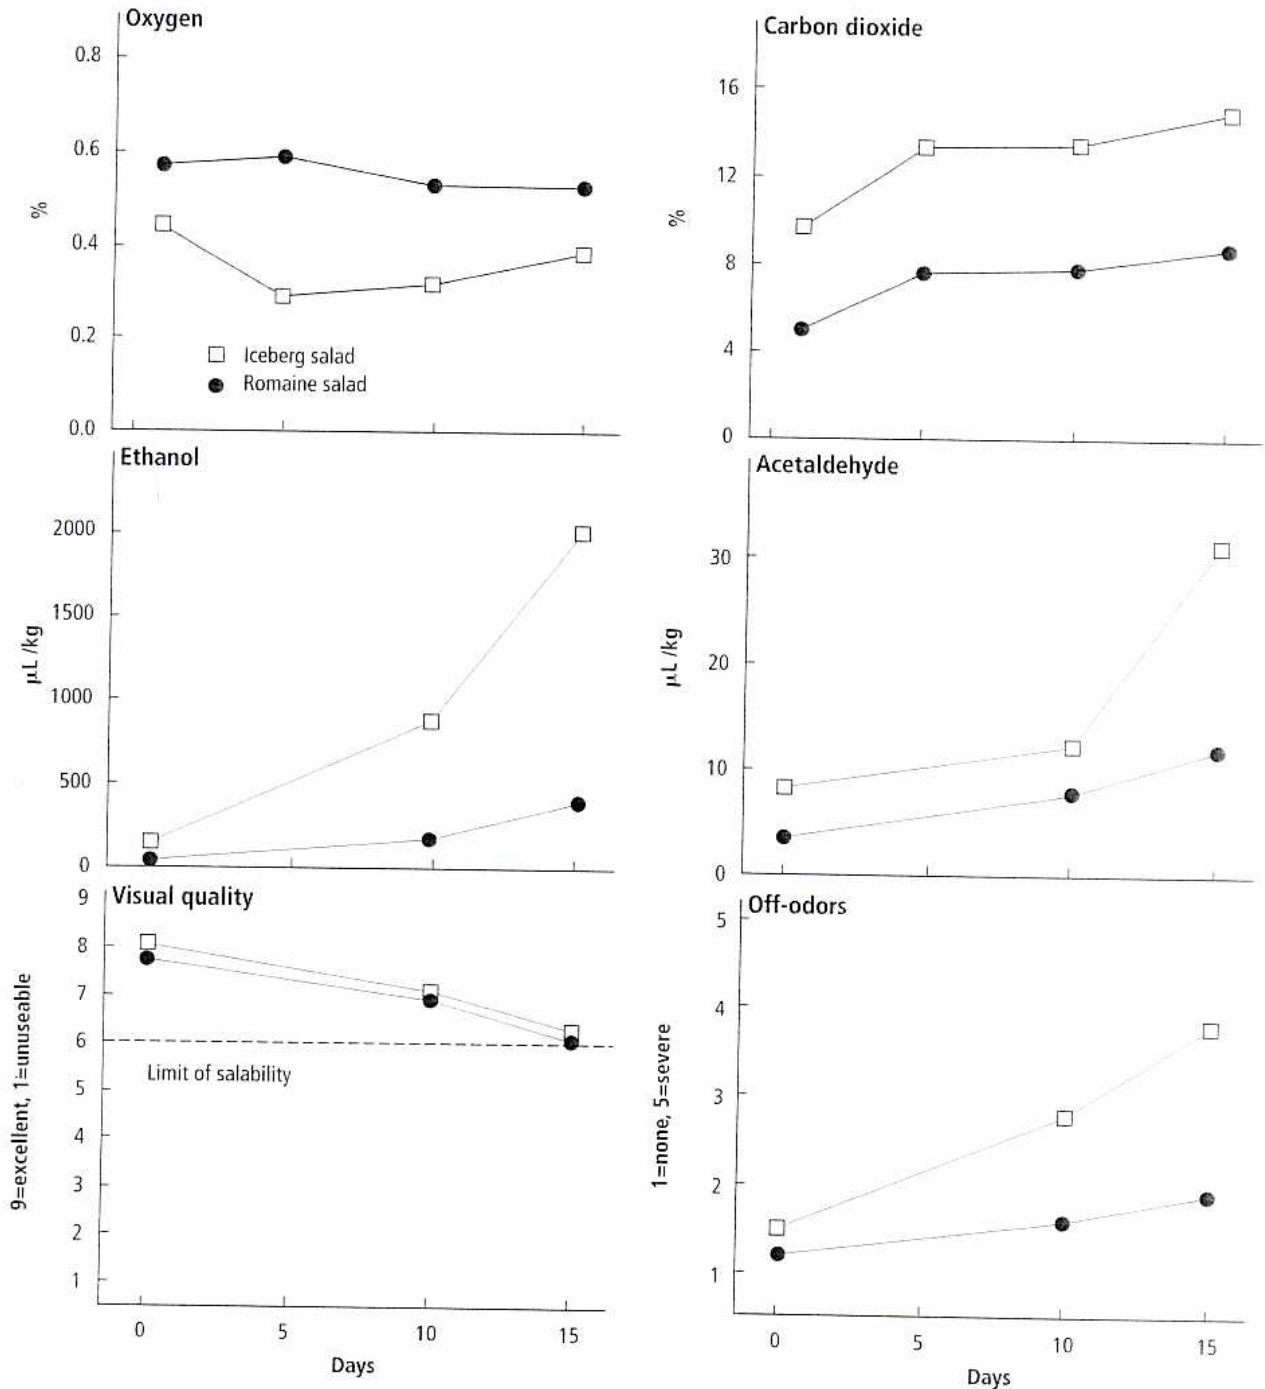 Oxygen
0.8
0.6
%
0.4
0.2
Iceberg salad
Romaine salad
0.0
Carbon dioxide
16
12
%
8
4
0
Ethanol
2000
1500
µL /kg
1000
500
0
Acetaldehyde
30
µL /kg
20
10
0
Visual quality
9
8
7
6
Limit of salability
5
4
3
2
1
9=excellent, 1=unuseable
0 5 10 15
Days
Off-odors
5
4
3
2
1
1=none, 5=severe
0 5 10 15
Days